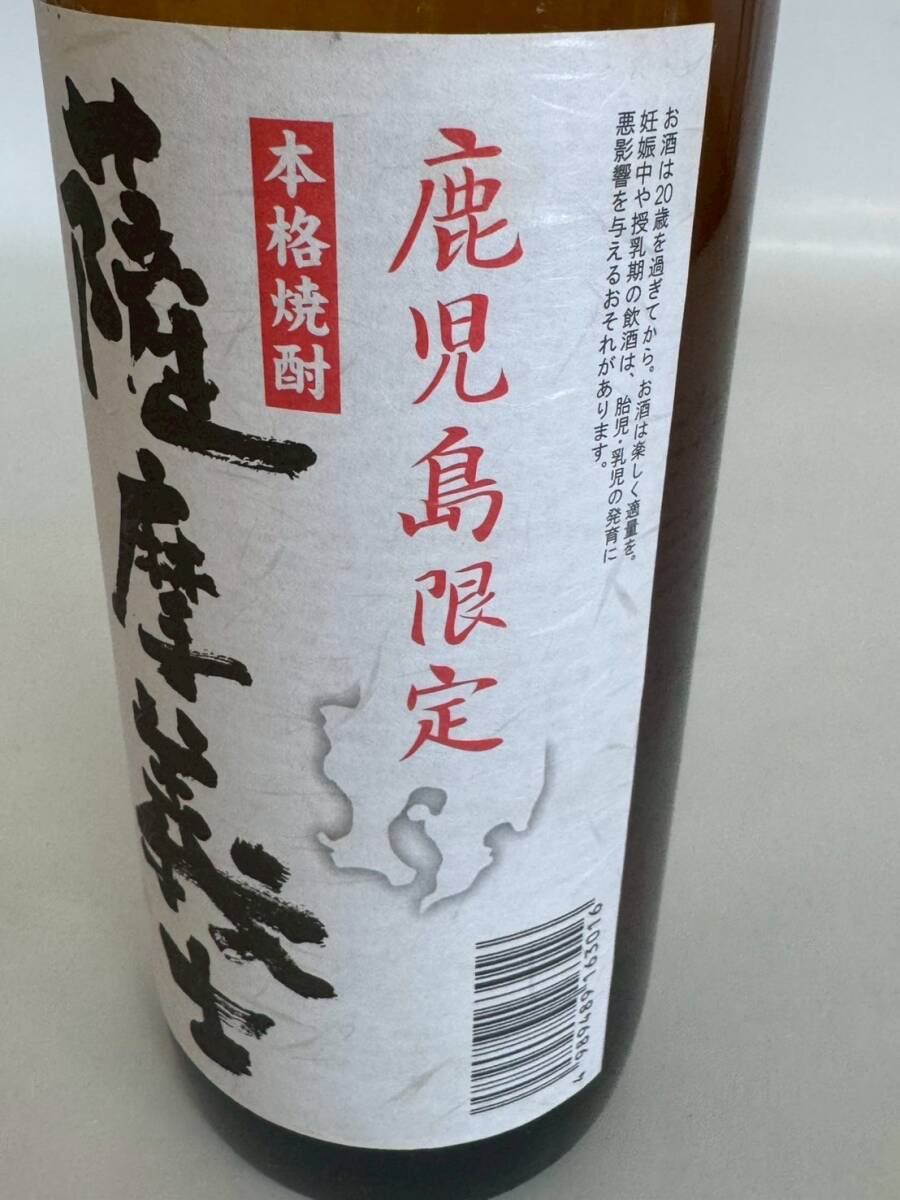 お酒は20歳を過ぎてから。お酒は楽しく適量を。
妊娠中や授乳期の飲酒は、胎児・乳児の発育に
悪影響を与えるおそれがあります。
鹿児島限定
本格焼酎
薩摩義士
4989489163016